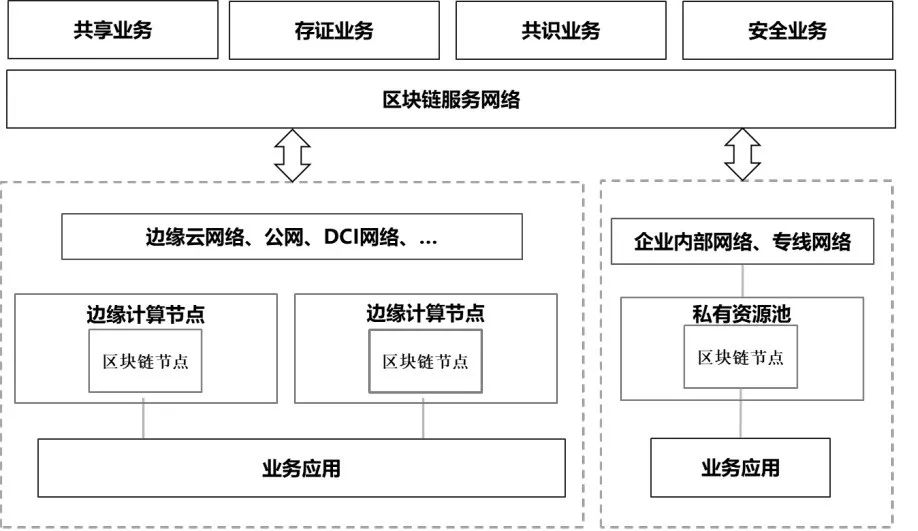 共享业务
存证业务
共识业务
安全业务
区块链服务网络
边缘云网络、公网、DCI网络、...
边缘计算节点
区块链节点
边缘计算节点
区块链节点
业务应用
企业内部网络、专线网络
私有资源池
区块链节点
业务应用